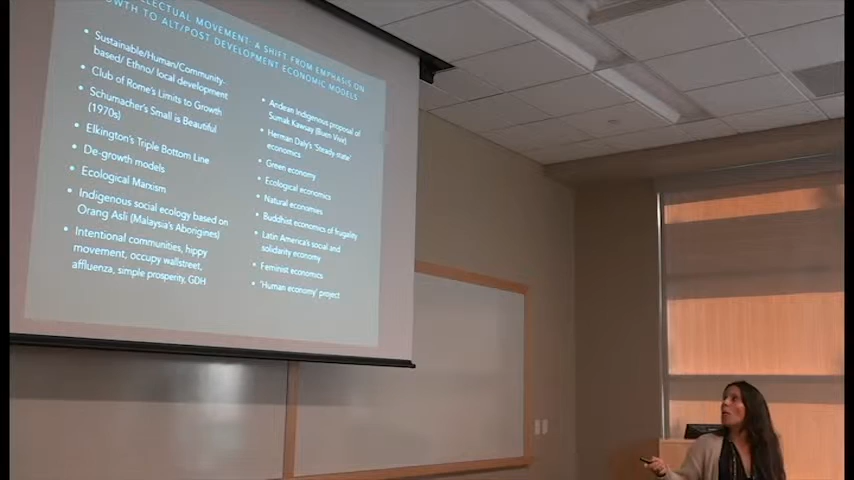 LECTUAL MOVEMENT: A SHIFT FROM EMPHASIS ON
OWTH TO ALT/POST DEVELOPMENT ECONOMIC MODELS
• Sustainable/Human/Community-
based/ Ethno/ local development
• Club of Rome's Limits to Growth
• Schumacher's Small is Beautiful
(1970s)
• Elkington's Triple Bottom Line
• De-growth models
• Ecological Marxism
• Indigenous social ecology based on
Orang Asli (Malaysia's Aborigines)
• Intentional communities, hippy
movement, occupy wallstreet,
affluenza, simple prosperity, GDH
• Andean Indigenous proposal of
Sumak Kawsay (Buen Vivir)
• Herman Daly's 'Steady state'
economics
• Green economy
• Ecological economics
• Natural economies
• Buddhist economics of frugality
• Latin America's social and
solidarity economy
• Feminist economics
• 'Human economy' project